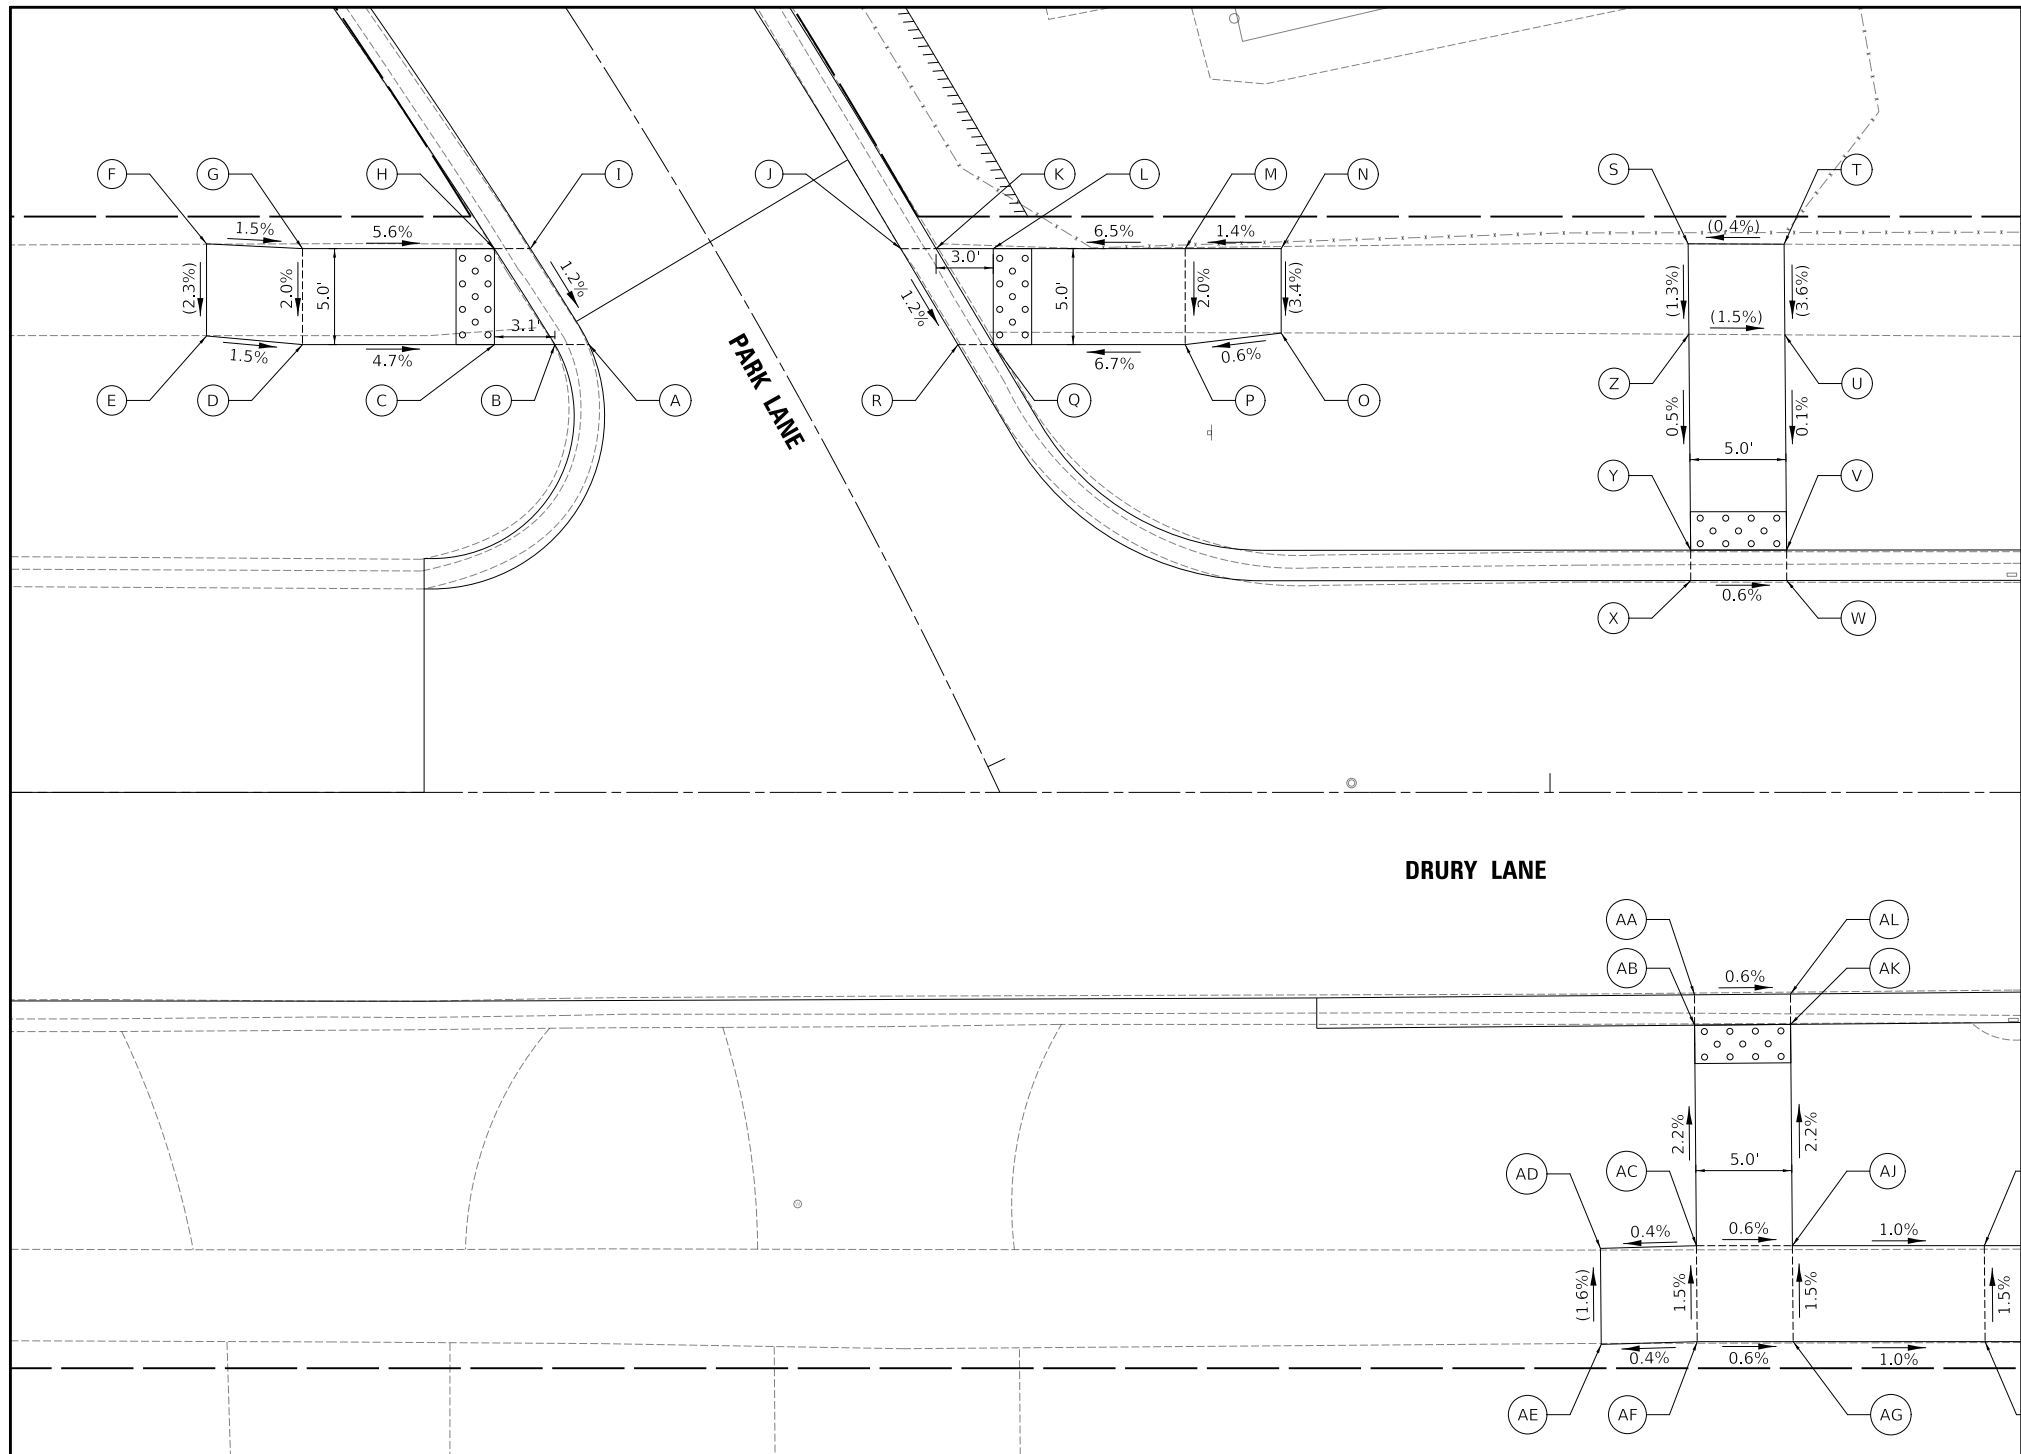 F
G
H
I
J
K
L
M
N
S
T
1.5%
5.6%
6.5%
1.4%
(0.4%)
(2.3%)
2.0%
5.0'
1.2%
3.0'
1.2%
5.0'
2.0%
(3.4%)
(1.3%)
(3.6%)
3.1'
(1.5%)
1.5%
4.7%
6.7%
0.6%
E
D
C
B
A
R
Q
P
O
Z
U
PARK LANE
0.5%
0.1%
5.0'
Y
V
0.6%
X
W
DRURY LANE
AA
AL
AB
0.6%
AK
2.2%
2.2%
AD
AC
5.0'
AJ
0.4%
0.6%
1.0%
(1.6%)
1.5%
1.5%
1.5%
0.4%
0.6%
1.0%
AE
AF
AG